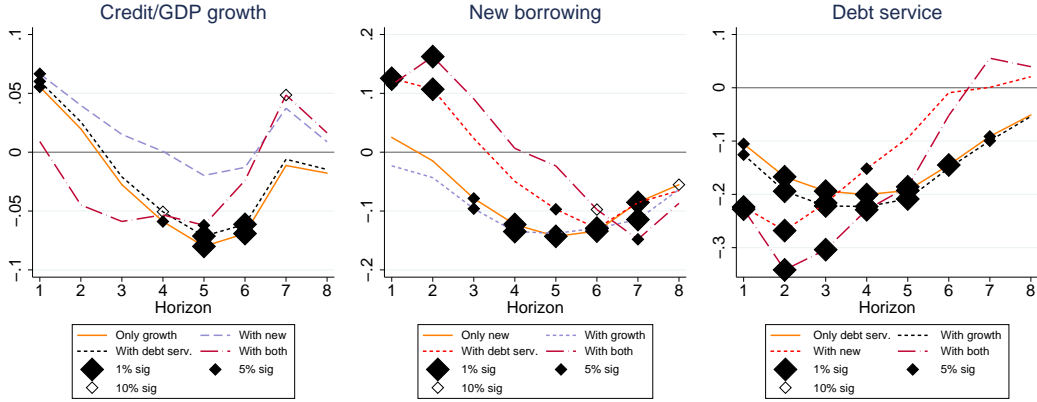 Credit/GDP growth
.1
.05
0
-.05
-.1
1 2 3 4 5 6 7 8
Horizon
Only growth
With new
With debt serv.
With both
1% sig
5% sig
10% sig
New borrowing
.2
.1
0
-.1
-.2
1 2 3 4 5 6 7 8
Horizon
Only new
With growth
With debt serv.
With both
1% sig
5% sig
10% sig
Debt service
.1
0
-.1
-.2
-.3
1 2 3 4 5 6 7 8
Horizon
Only debt serv.
With growth
With new
With both
1% sig
5% sig
10% sig